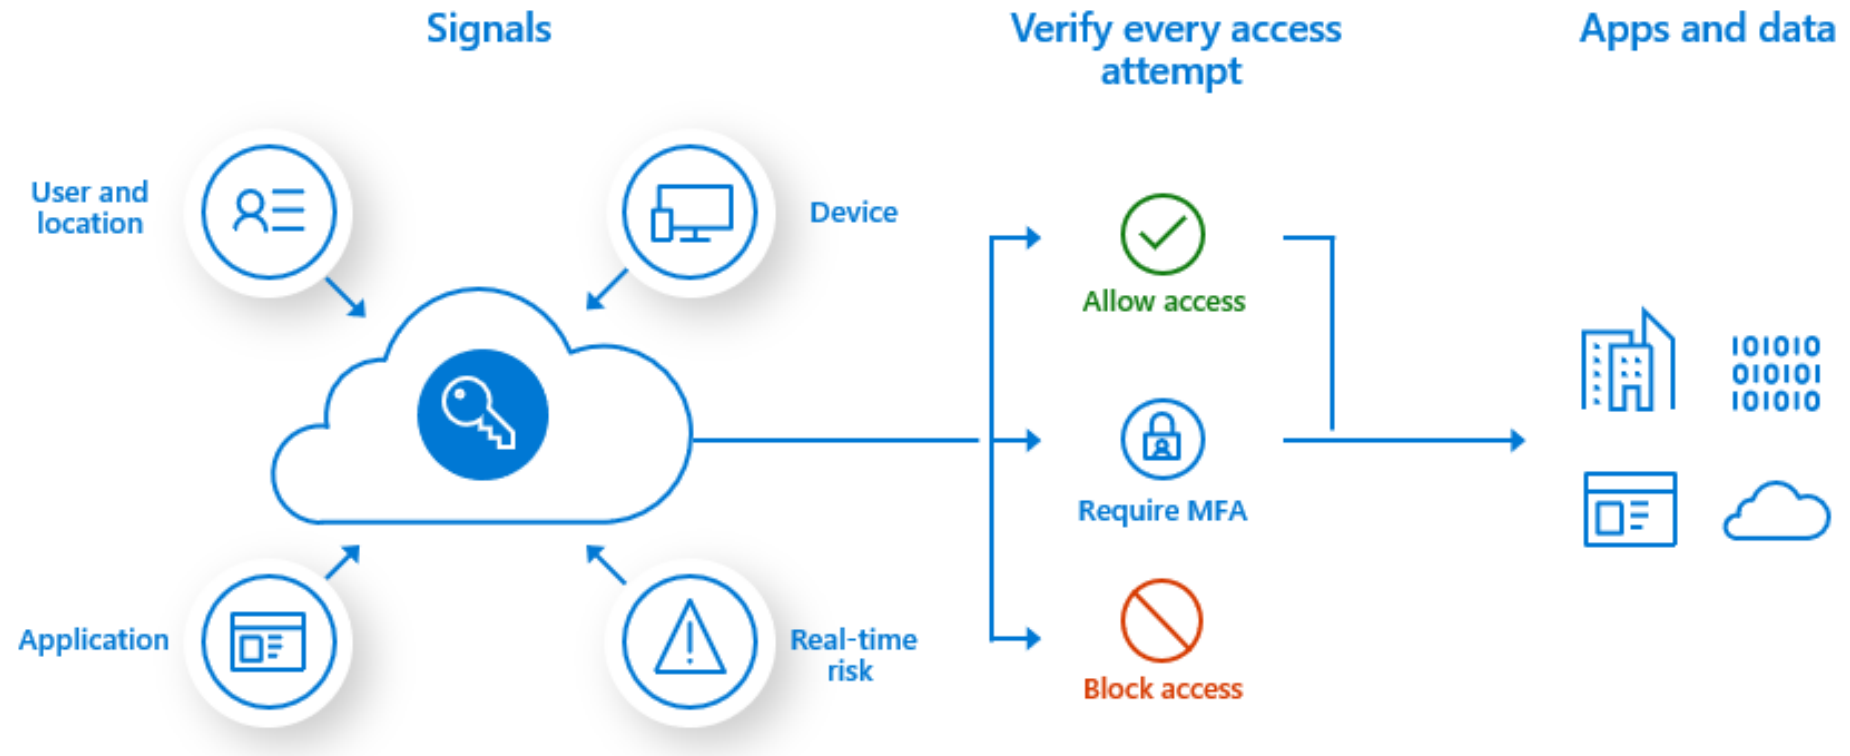 Signals
Verify every access
attempt
Apps and data
User and
location
Device
Allow access
101010
010101
101010
Require MFA
Application
Real-time
risk
Block access